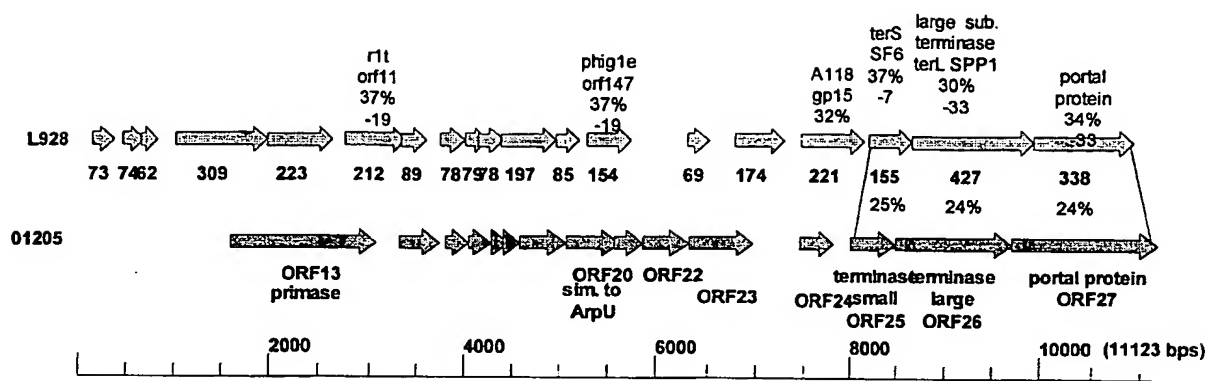 r1t
orf11
37%
-19
phig1e
orf147
37%
-19
A118
gp15
32%
terS
SF6
37%
-7
large sub.
terminase
terL SPP1
30%
-33
portal
protein
34%
-33
L928
73 74 62 309 223 212 89 78 79 78 197 85 154 69 174 221 155 427 338
25% 24% 24%
01205
ORF13
primase
ORF20
sim. to
ArpU
ORF22
ORF23
ORF24
terminase
small
ORF25
terminase
large
ORF26
portal protein
ORF27
2000 4000 6000 8000 10000 (11123 bps)